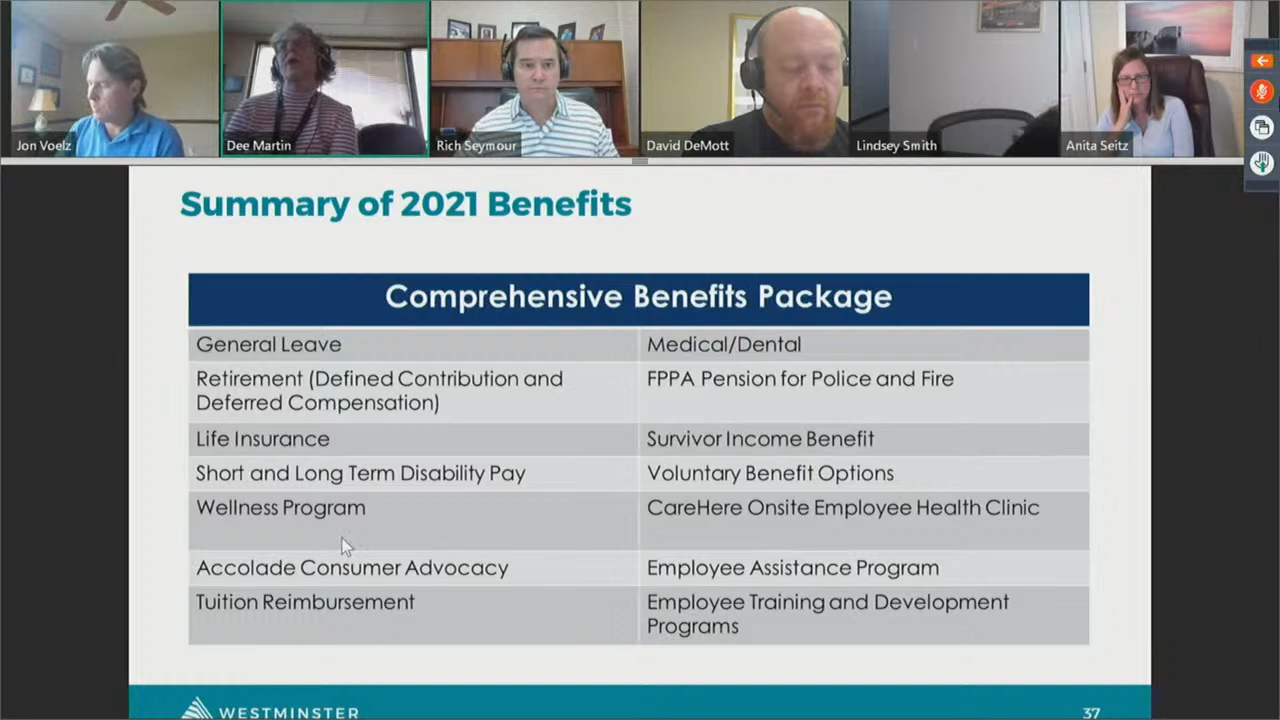 Jon Voelz
Dee Martin
Rich Seymour
David DeMott
Lindsey Smith
Anita Seitz
Summary of 2021 Benefits
Comprehensive Benefits Package
General Leave
Medical/Dental
Retirement (Defined Contribution and
Deferred Compensation)
FPPA Pension for Police and Fire
Life Insurance
Survivor Income Benefit
Short and Long Term Disability Pay
Voluntary Benefit Options
Wellness Program
CareHere Onsite Employee Health Clinic
Accolade Consumer Advocacy
Employee Assistance Program
Tuition Reimbursement
Employee Training and Development
Programs
WESTMINSTER
37